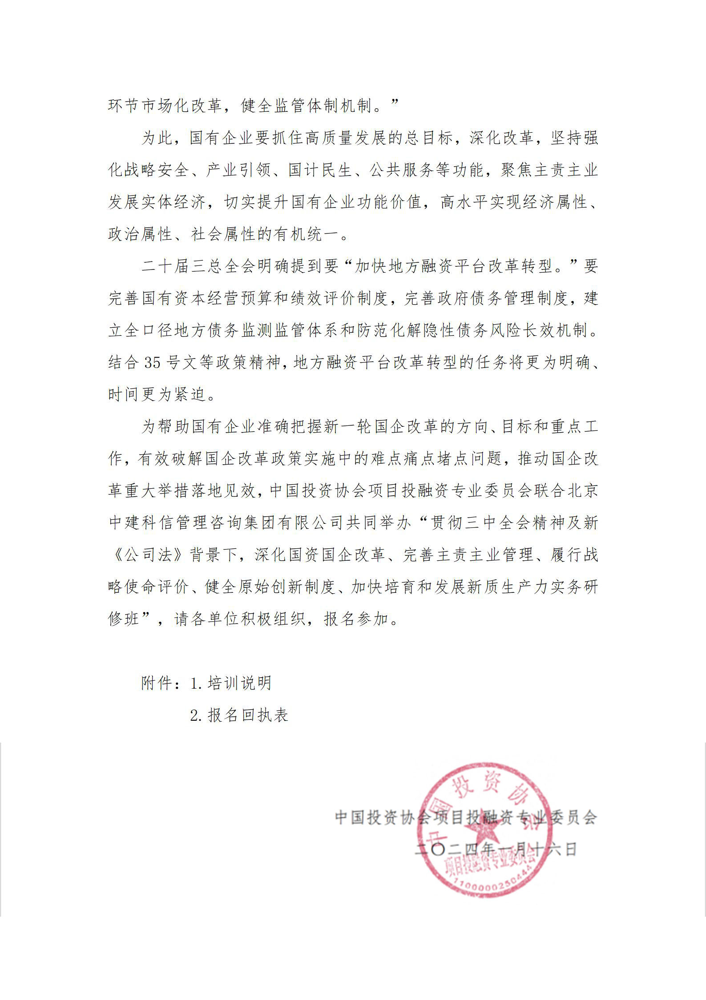 环节市场化改革，健全监管体制机制。”
为此，国有企业要抓住高质量发展的总目标，深化改革，坚持强
化战略安全、产业引领、国计民生、公共服务等功能，聚焦主责主业
发展实体经济，切实提升国有企业功能价值，高水平实现经济属性、
政治属性、社会属性的有机统一。
二十届三总全会明确提到要“加快地方融资平台改革转型。”要
完善国有资本经营预算和绩效评价制度，完善政府债务管理制度，建
立全口径地方债务监测监管体系和防范化解隐性债务风险长效机制。
结合 35 号文等政策精神，地方融资平台改革转型的任务将更为明确、
时间更为紧迫。
为帮助国有企业准确把握新一轮国企改革的方向、目标和重点工
作，有效破解国企改革政策实施中的难点痛点堵点问题，推动国企改
革重大举措落地见效，中国投资协会项目投融资专业委员会联合北京
中建科信管理咨询集团有限公司共同举办“贯彻三中全会精神及新
《公司法》背景下，深化国资国企改革、完善主责主业管理、履行战
略使命评价、健全原始创新制度、加快培育和发展新质生产力实务研
修班”，请各单位积极组织，报名参加。
附件：1.培训说明
2.报名回执表
中国投资协会项目投融资专业委员会
二〇二四年一月十六日
中国投资协会
项目投融资专业委员会
1100000250444